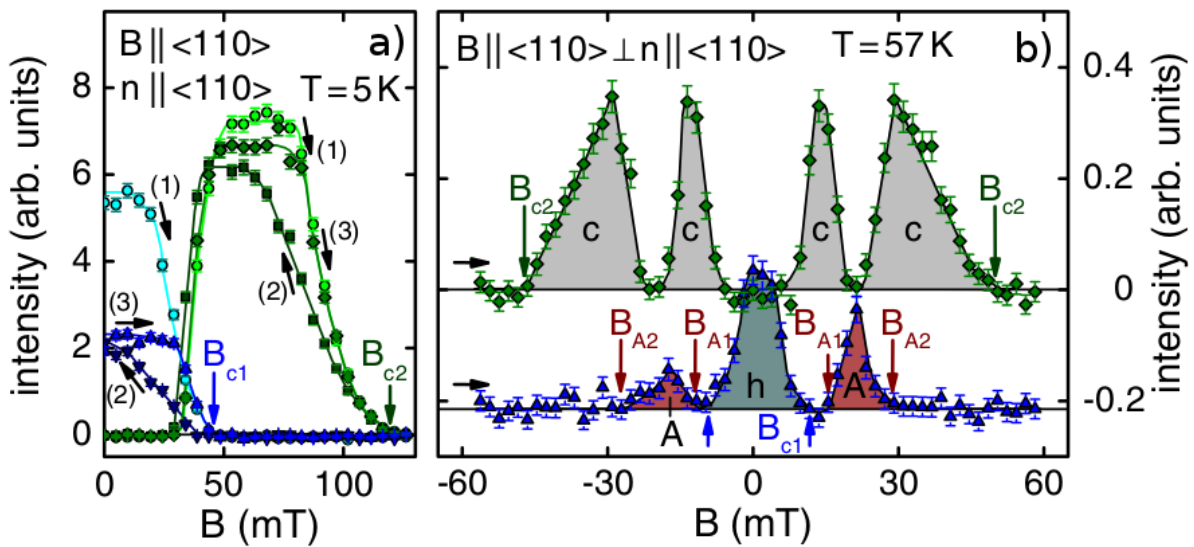 B || <110>
a)
n || <110>
T = 5 K
8
6
4
2
0
intensity (arb. units)
(1)
(1)
(3)
(3)
(2)
(2)
B_c1
B_c2
0
50
100
B (mT)
B || <110> ⊥ n || <110>
T = 57 K
b)
B_c2
c
c
c
c
B_c2
B_A2
B_A1
B_A1
B_A2
h
A
A
B_c1
0.4
0.2
0
-0.2
intensity (arb. units)
-60
-30
0
30
60
B (mT)